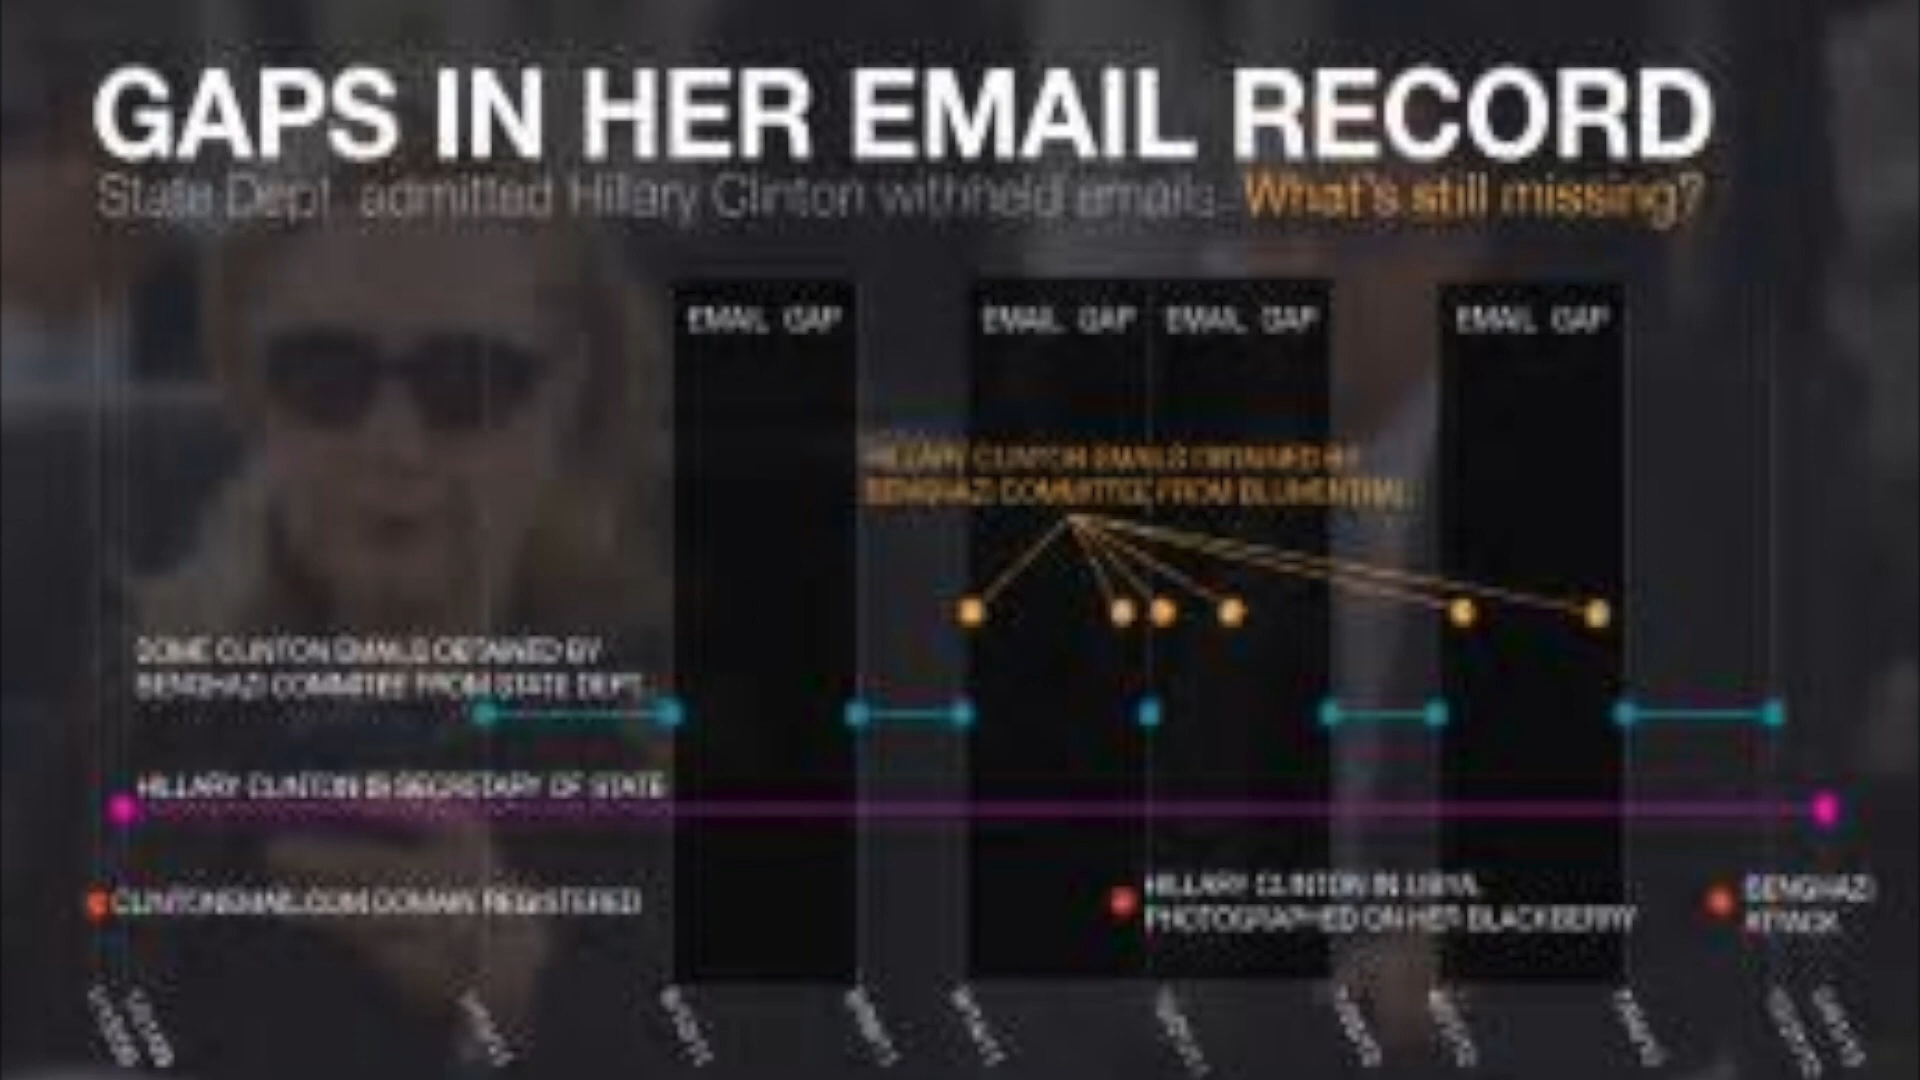 GAPS IN HER EMAIL RECORD
State Dept. admitted Hillary Clinton withheld emails. What's still missing?
EMAIL GAP EMAIL GAP EMAIL GAP EMAIL GAP
HILLARY CLINTON EMAILS OBTAINED BY
BENGHAZI COMMITTEE FROM BLUMENTHAL
SOME CLINTON EMAILS OBTAINED BY
BENGHAZI COMMITTEE FROM STATE DEPT.
HILLARY CLINTON IS SECRETARY OF STATE
CLINTONEMAIL.COM DOMAIN REGISTERED
HILLARY CLINTON IN LIBYA,
PHOTOGRAPHED ON HER BLACKBERRY
BENGHAZI
ATTACK